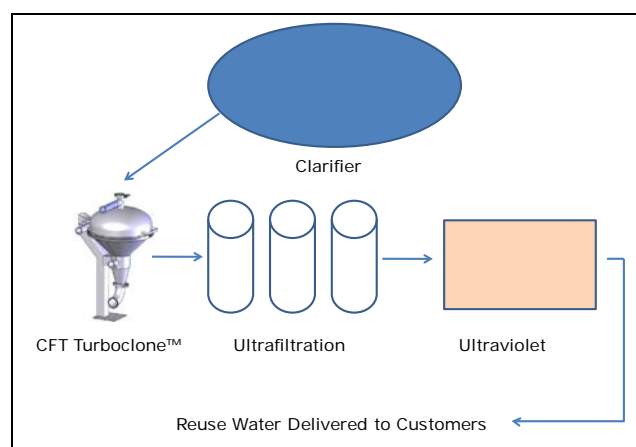 Clarifier
CFT Turboclone™
Ultrafiltration
Ultraviolet
Reuse Water Delivered to Customers